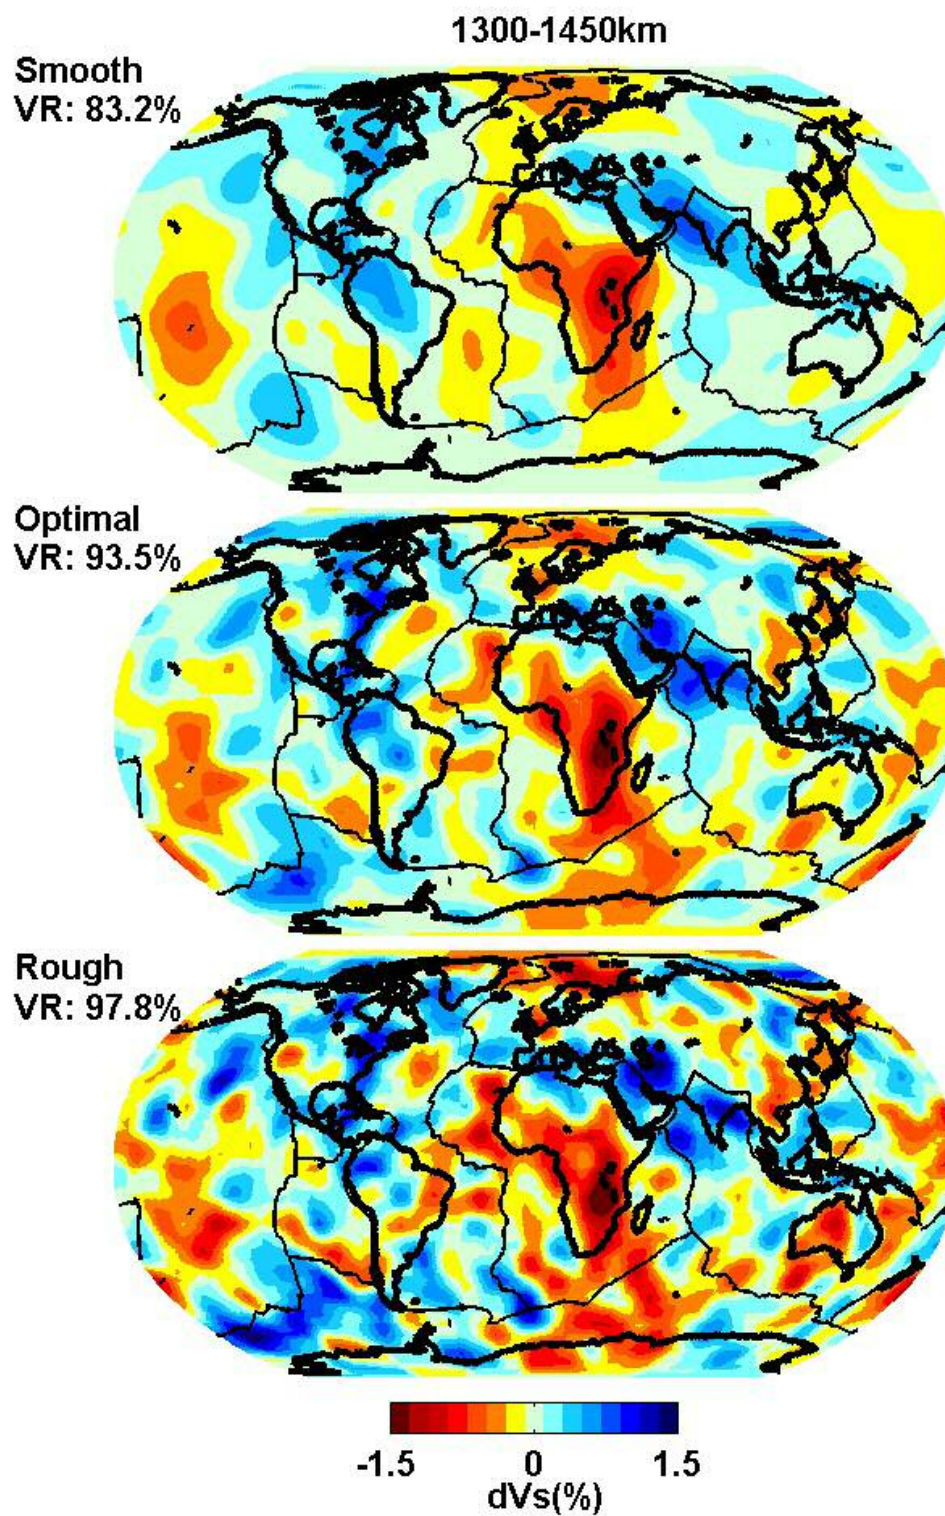 1300-1450km
Smooth
VR: 83.2%
Optimal
VR: 93.5%
Rough
VR: 97.8%
-1.5 0 1.5
dVs(%)